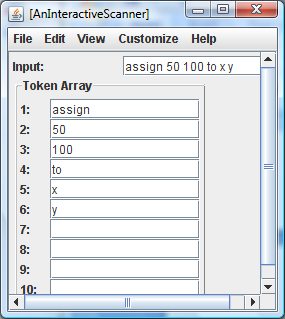 [AnInteractiveScanner]
File Edit View Customize Help
Input: assign 50 100 to x y
Token Array
1: assign
2: 50
3: 100
4: to
5: x
6: y
7:
8:
9:
10: